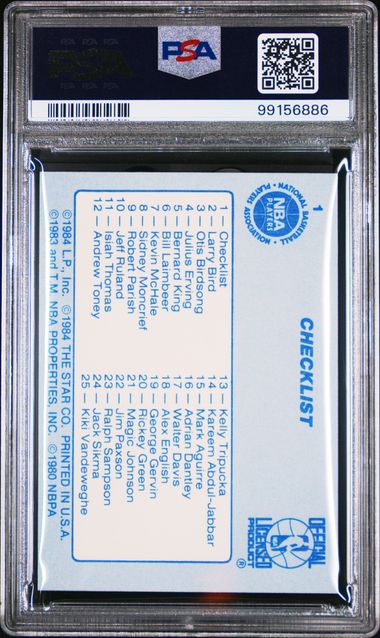 PSA
99156886
1
NATIONAL BASKETBALL
PLAYERS ASSOCIATION
NBA
PLAYERS
CHECKLIST
OFFICIAL
LICENSED
PRODUCT
®
1 – Checklist
2 – Larry Bird
3 – Otis Birdsong
4 – Julius Erving
5 – Bernard King
6 – Bill Laimbeer
7 – Kevin McHale
8 – Sidney Moncrief
9 – Robert Parish
10 – Jeff Ruland
11 – Isiah Thomas
12 – Andrew Toney
13 – Kelly Tripucka
14 – Kareem Abdul-Jabbar
15 – Mark Aguirre
16 – Adrian Dantley
17 – Walter Davis
18 – Alex English
19 – George Gervin
20 – Rickey Green
21 – Magic Johnson
22 – Jim Paxson
23 – Ralph Sampson
24 – Jack Sikma
25 – Kiki Vandeweghe
©1984 L.P., Inc. ©1984 THE STAR CO. PRINTED IN U.S.A.
©1983 and T.M. NBA PROPERTIES, INC. ©1980 NBPA